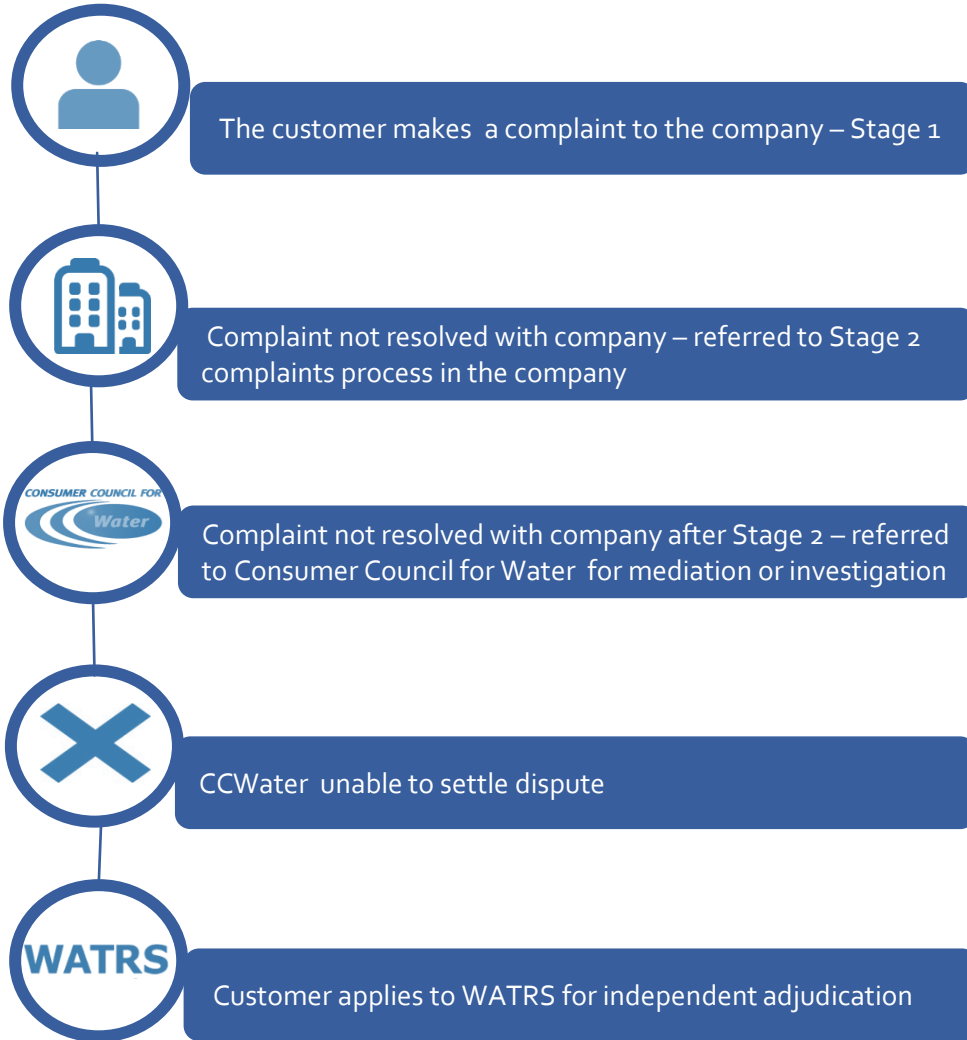 The customer makes a complaint to the company – Stage 1
Complaint not resolved with company – referred to Stage 2
complaints process in the company
CONSUMER COUNCIL FOR
Water
Complaint not resolved with company after Stage 2 – referred
to Consumer Council for Water for mediation or investigation
CCWater unable to settle dispute
WATRS
Customer applies to WATRS for independent adjudication